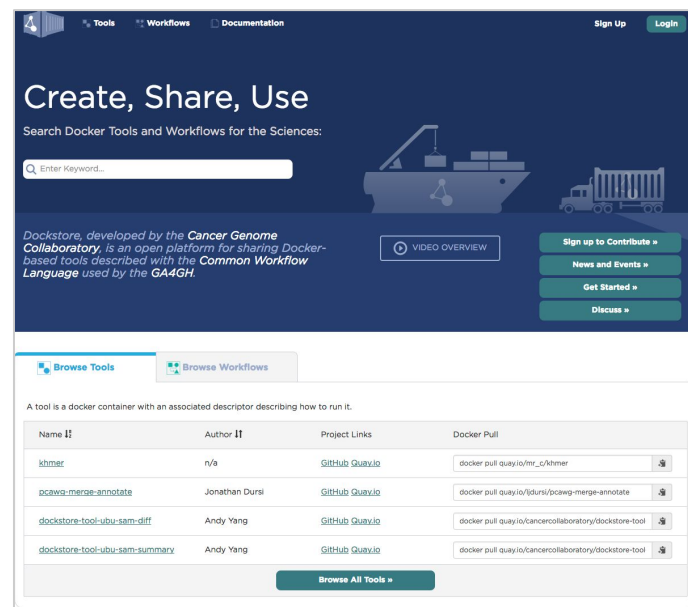 Tools Workflows Documentation Sign Up Login
Create, Share, Use
Search Docker Tools and Workflows for the Sciences:
Enter Keyword...
Dockstore, developed by the Cancer Genome
Collaboratory, is an open platform for sharing Docker-
based tools described with the Common Workflow
Language used by the GA4GH.
VIDEO OVERVIEW
Sign up to Contribute »
News and Events »
Get Started »
Discuss »
Browse Tools Browse Workflows
A tool is a docker container with an associated descriptor describing how to run it.
Name Author Project Links Docker Pull
khmer n/a GitHub Quay.io docker pull quay.io/mr_c/khmer
pcawg-merge-annotate Jonathan Dursi GitHub Quay.io docker pull quay.io/ljdursi/pcawg-merge-annotate
dockstore-tool-ubu-sam-diff Andy Yang GitHub Quay.io docker pull quay.io/cancercollaboratory/dockstore-tool
dockstore-tool-ubu-sam-summary Andy Yang GitHub Quay.io docker pull quay.io/cancercollaboratory/dockstore-tool
Browse All Tools »